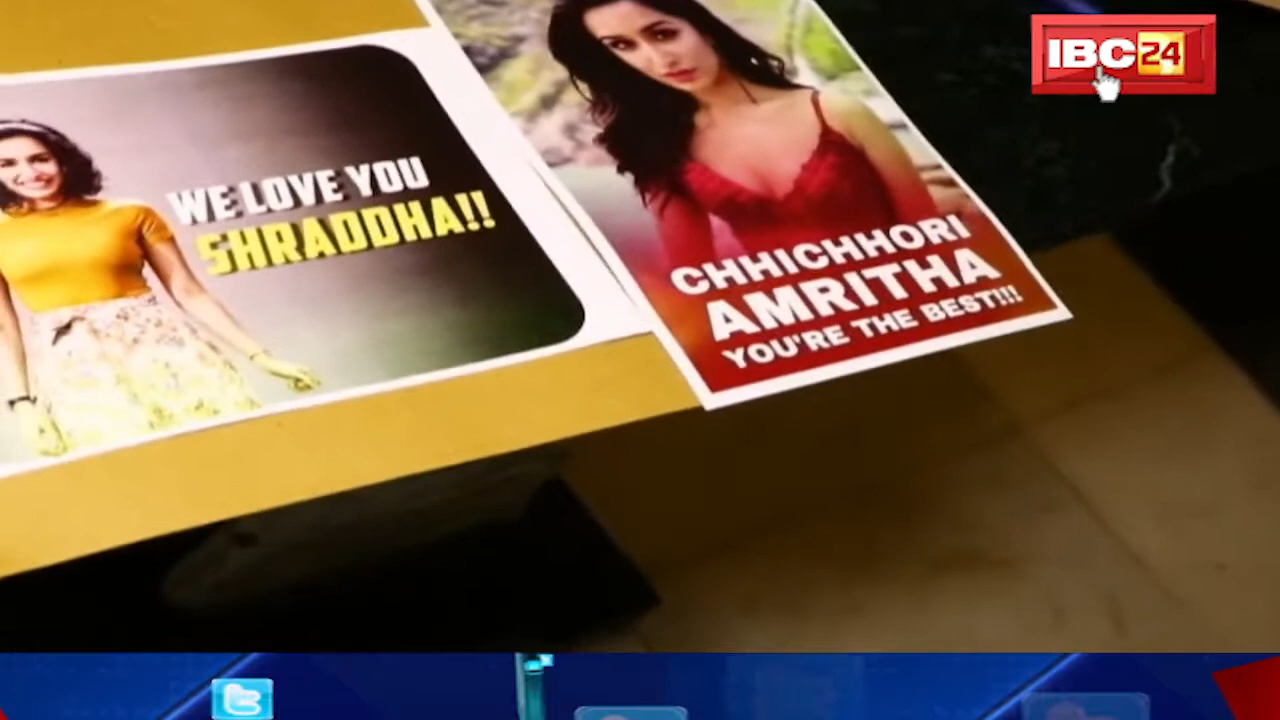 IBC24
WE LOVE YOU
SHRADDHA!!
CHHICHHORI
AMRITHA
YOU'RE THE BEST!!!